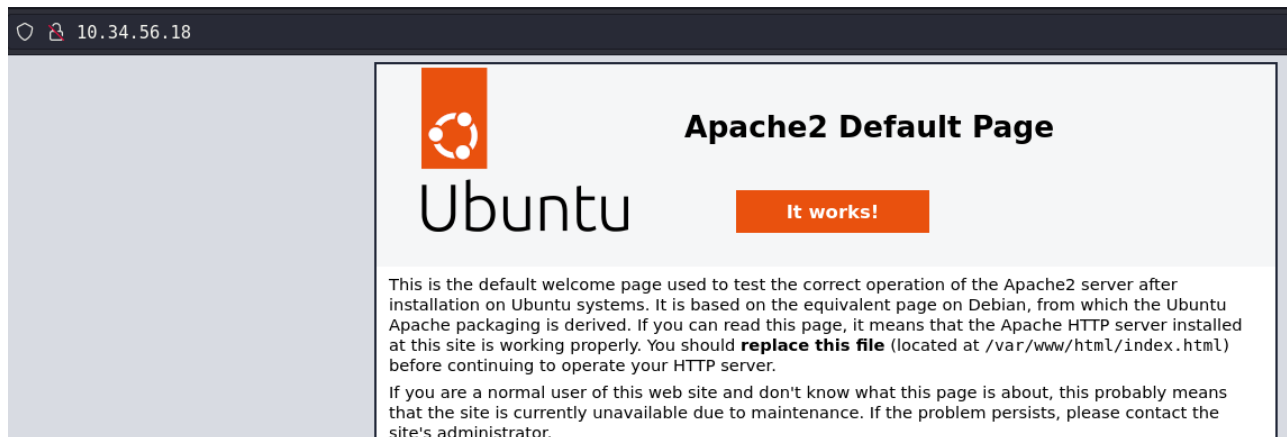 10.34.56.18
Apache2 Default Page
Ubuntu
It works!
This is the default welcome page used to test the correct operation of the Apache2 server after
installation on Ubuntu systems. It is based on the equivalent page on Debian, from which the Ubuntu
Apache packaging is derived. If you can read this page, it means that the Apache HTTP server installed
at this site is working properly. You should replace this file (located at /var/www/html/index.html)
before continuing to operate your HTTP server.
If you are a normal user of this web site and don't know what this page is about, this probably means
that the site is currently unavailable due to maintenance. If the problem persists, please contact the
site's administrator.